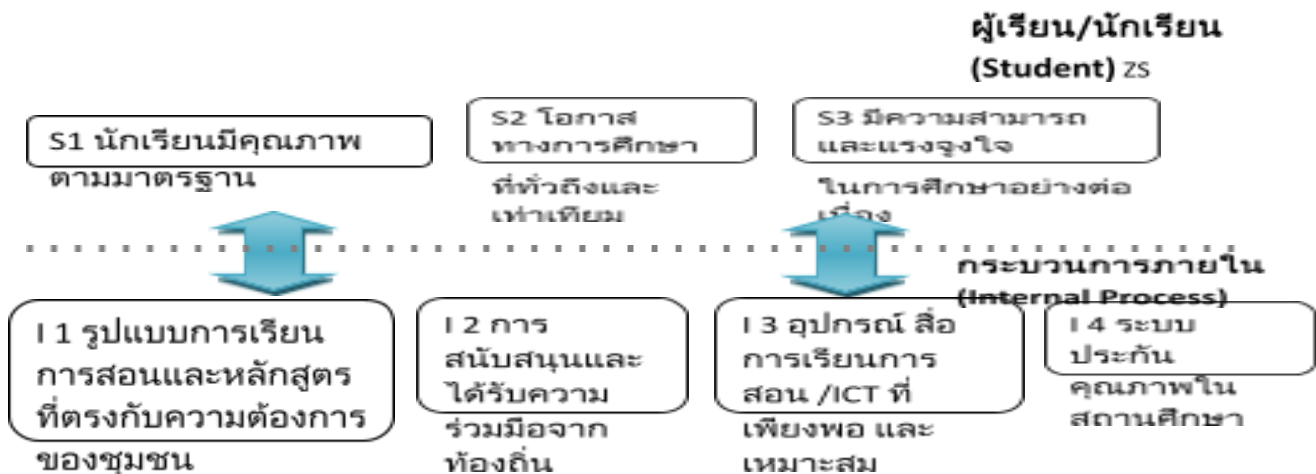 ผู้เรียน/นักเรียน
(Student) zs
S1 นักเรียนมีคุณภาพ
ตามมาตรฐาน
S2 โอกาส
ทางการศึกษา
ที่ทั่วถึงและ
เท่าเทียม
S3 มีความสามารถ
และแรงจูงใจ
ในการศึกษาอย่างต่อ
เนื่อง
กระบวนการภายใน
(Internal Process)
I 1 รูปแบบการเรียน
การสอนและหลักสูตร
ที่ตรงกับความต้องการ
ของชุมชน
I 2 การ
สนับสนุนและ
ได้รับความ
ร่วมมือจาก
ท้องถิ่น
I 3 อุปกรณ์ สื่อ
การเรียนการ
สอน /ICT ที่
เพียงพอ และ
เหมาะสม
I 4 ระบบ
ประกัน
คุณภาพใน
สถานศึกษา